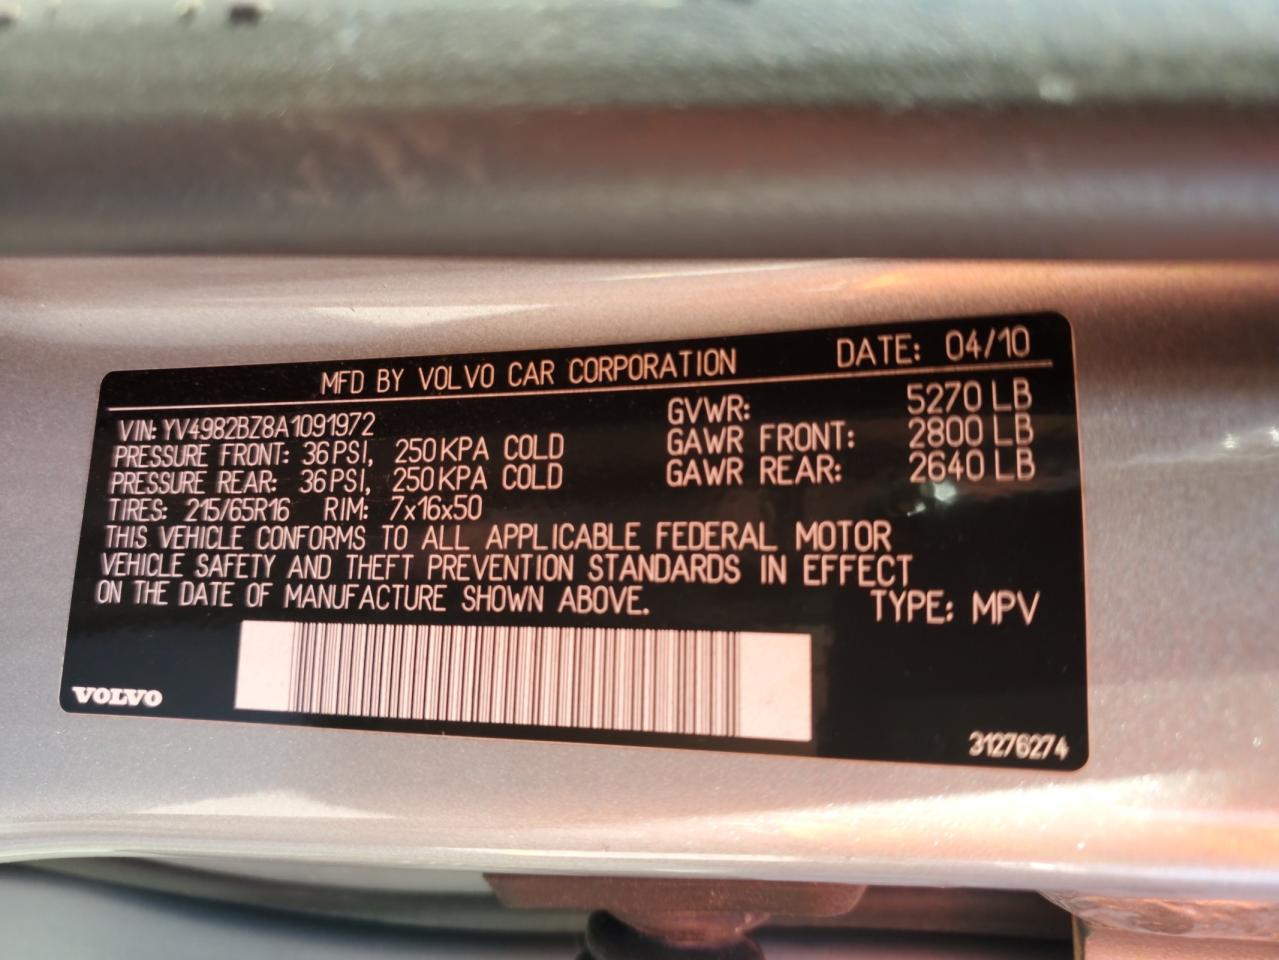 MFD BY VOLVO CAR CORPORATION DATE: 04/10
VIN: YV4982BZ8A1091972 GVWR: 5270 LB
PRESSURE FRONT: 36 PSI, 250 KPA COLD GAWR FRONT: 2800 LB
PRESSURE REAR: 36 PSI, 250 KPA COLD GAWR REAR: 2640 LB
TIRES: 215/65R16 RIM: 7x16x50
THIS VEHICLE CONFORMS TO ALL APPLICABLE FEDERAL MOTOR
VEHICLE SAFETY AND THEFT PREVENTION STANDARDS IN EFFECT
ON THE DATE OF MANUFACTURE SHOWN ABOVE. TYPE: MPV
VOLVO
31276274